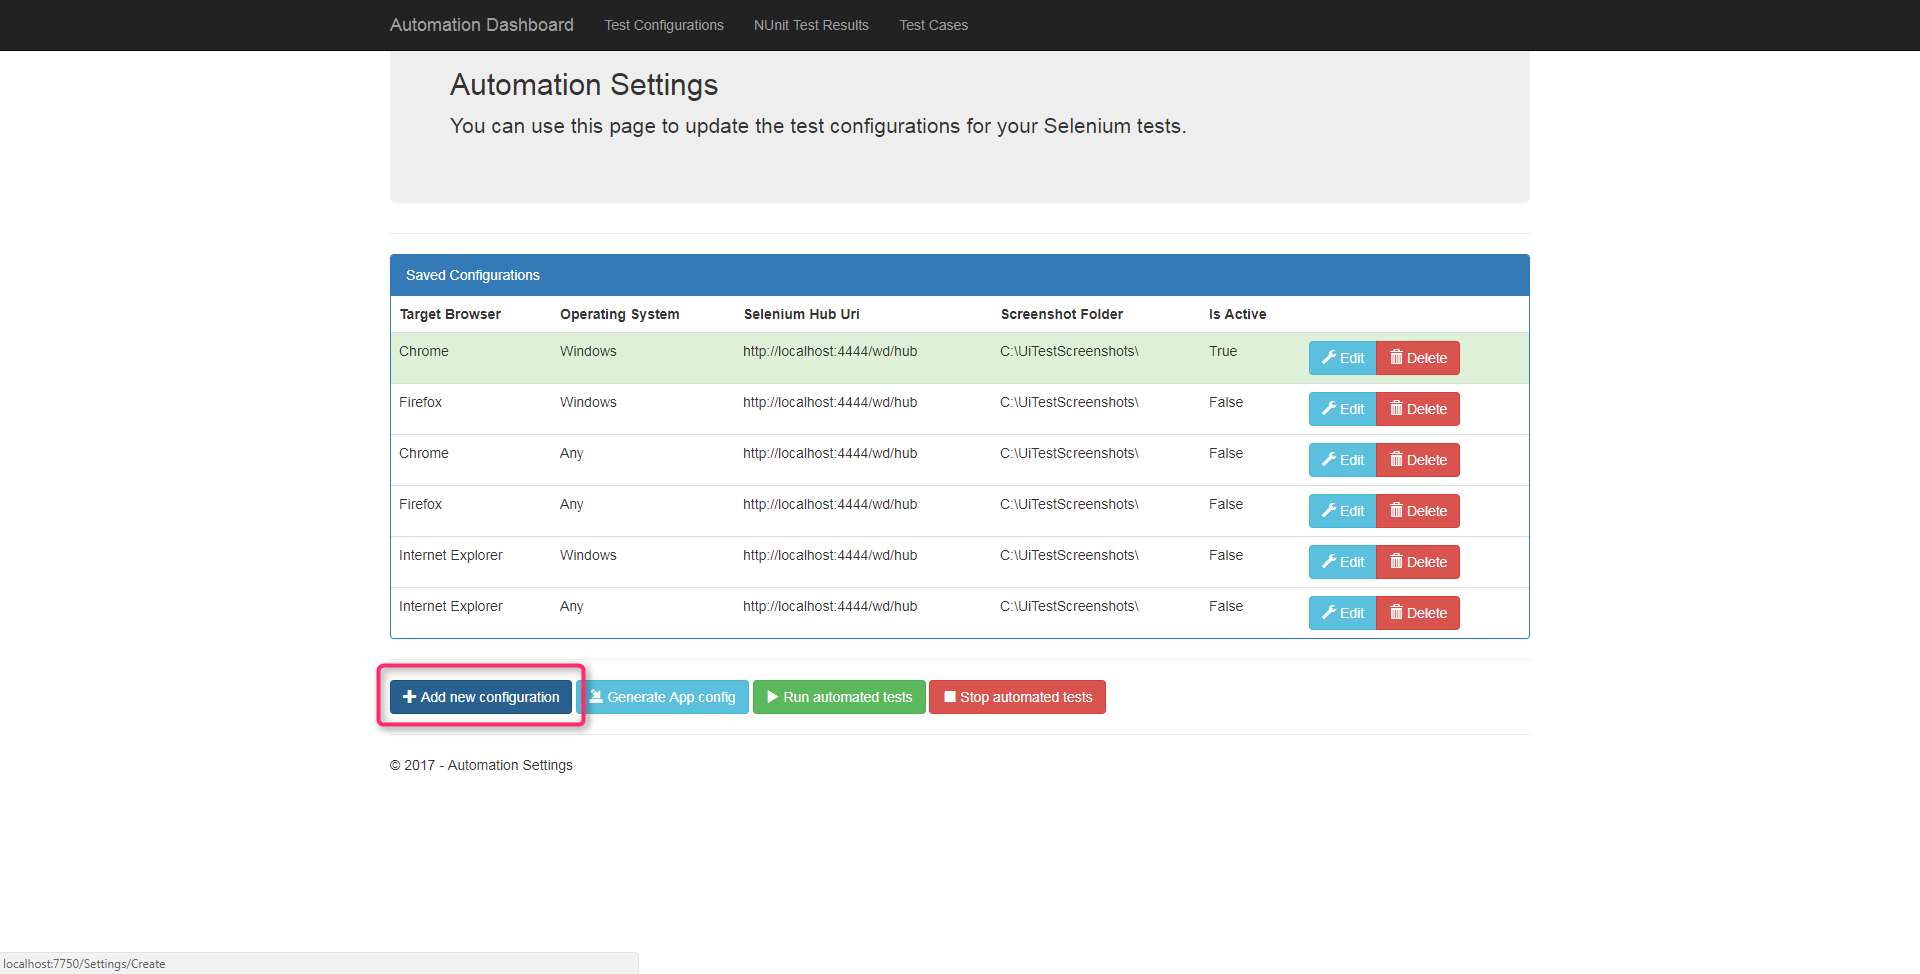 Automation Dashboard Test Configurations NUnit Test Results Test Cases
Automation Settings
You can use this page to update the test configurations for your Selenium tests.
Saved Configurations
Target Browser Operating System Selenium Hub Uri Screenshot Folder Is Active
Chrome Windows http://localhost:4444/wd/hub C:\UiTestScreenshots\ True Edit Delete
Firefox Windows http://localhost:4444/wd/hub C:\UiTestScreenshots\ False Edit Delete
Chrome Any http://localhost:4444/wd/hub C:\UiTestScreenshots\ False Edit Delete
Firefox Any http://localhost:4444/wd/hub C:\UiTestScreenshots\ False Edit Delete
Internet Explorer Windows http://localhost:4444/wd/hub C:\UiTestScreenshots\ False Edit Delete
Internet Explorer Any http://localhost:4444/wd/hub C:\UiTestScreenshots\ False Edit Delete
Add new configuration Generate App.config Run automated tests Stop automated tests
© 2017 - Automation Settings
localhost:7750/Settings/Create